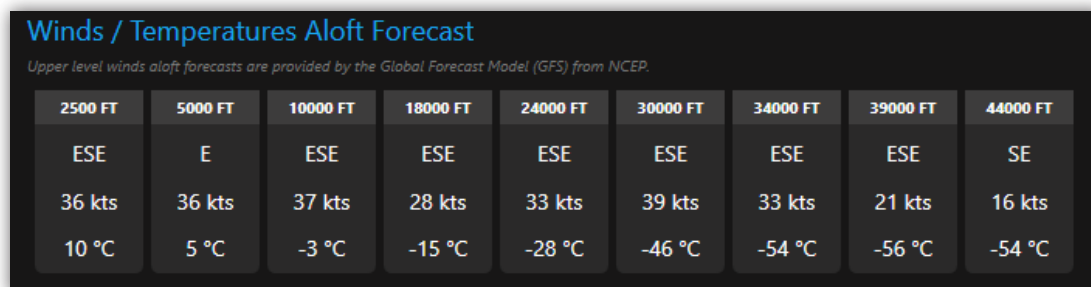 Winds / Temperatures Aloft Forecast
Upper level winds aloft forecasts are provided by the Global Forecast Model (GFS) from NCEP.
2500 FT 5000 FT 10000 FT 18000 FT 24000 FT 30000 FT 34000 FT 39000 FT 44000 FT
ESE E ESE ESE ESE ESE ESE ESE SE
36 kts 36 kts 37 kts 28 kts 33 kts 39 kts 33 kts 21 kts 16 kts
10 °C 5 °C -3 °C -15 °C -28 °C -46 °C -54 °C -56 °C -54 °C